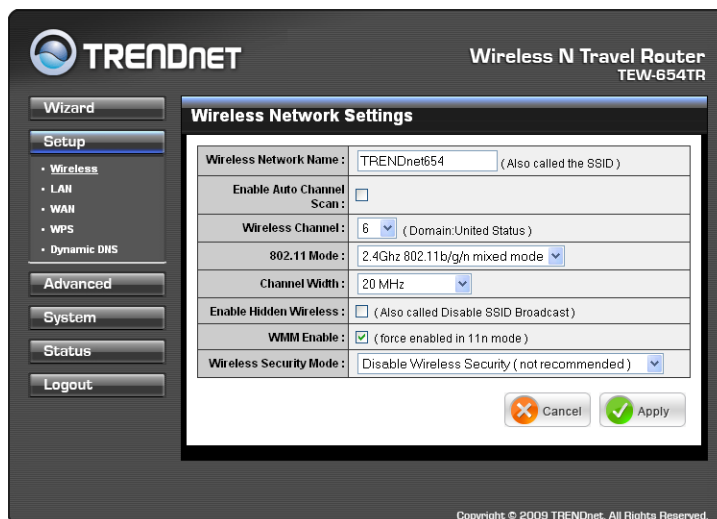 TRENDNET
Wireless N Travel Router
TEW-654TR
Wizard
Setup
Wireless
LAN
WAN
WPS
Dynamic DNS
Advanced
System
Status
Logout
Wireless Network Settings
Wireless Network Name : TRENDnet654 ( Also called the SSID )
Enable Auto Channel
Scan :
Wireless Channel : 6 ( Domain:United Status )
802.11 Mode : 2.4Ghz 802.11b/g/n mixed mode
Channel Width : 20 MHz
Enable Hidden Wireless : ( Also called Disable SSID Broadcast )
WMM Enable : ( force enabled in 11n mode )
Wireless Security Mode : Disable Wireless Security ( not recommended )
Cancel
Apply
Copyright © 2009 TRENDnet. All Rights Reserved.